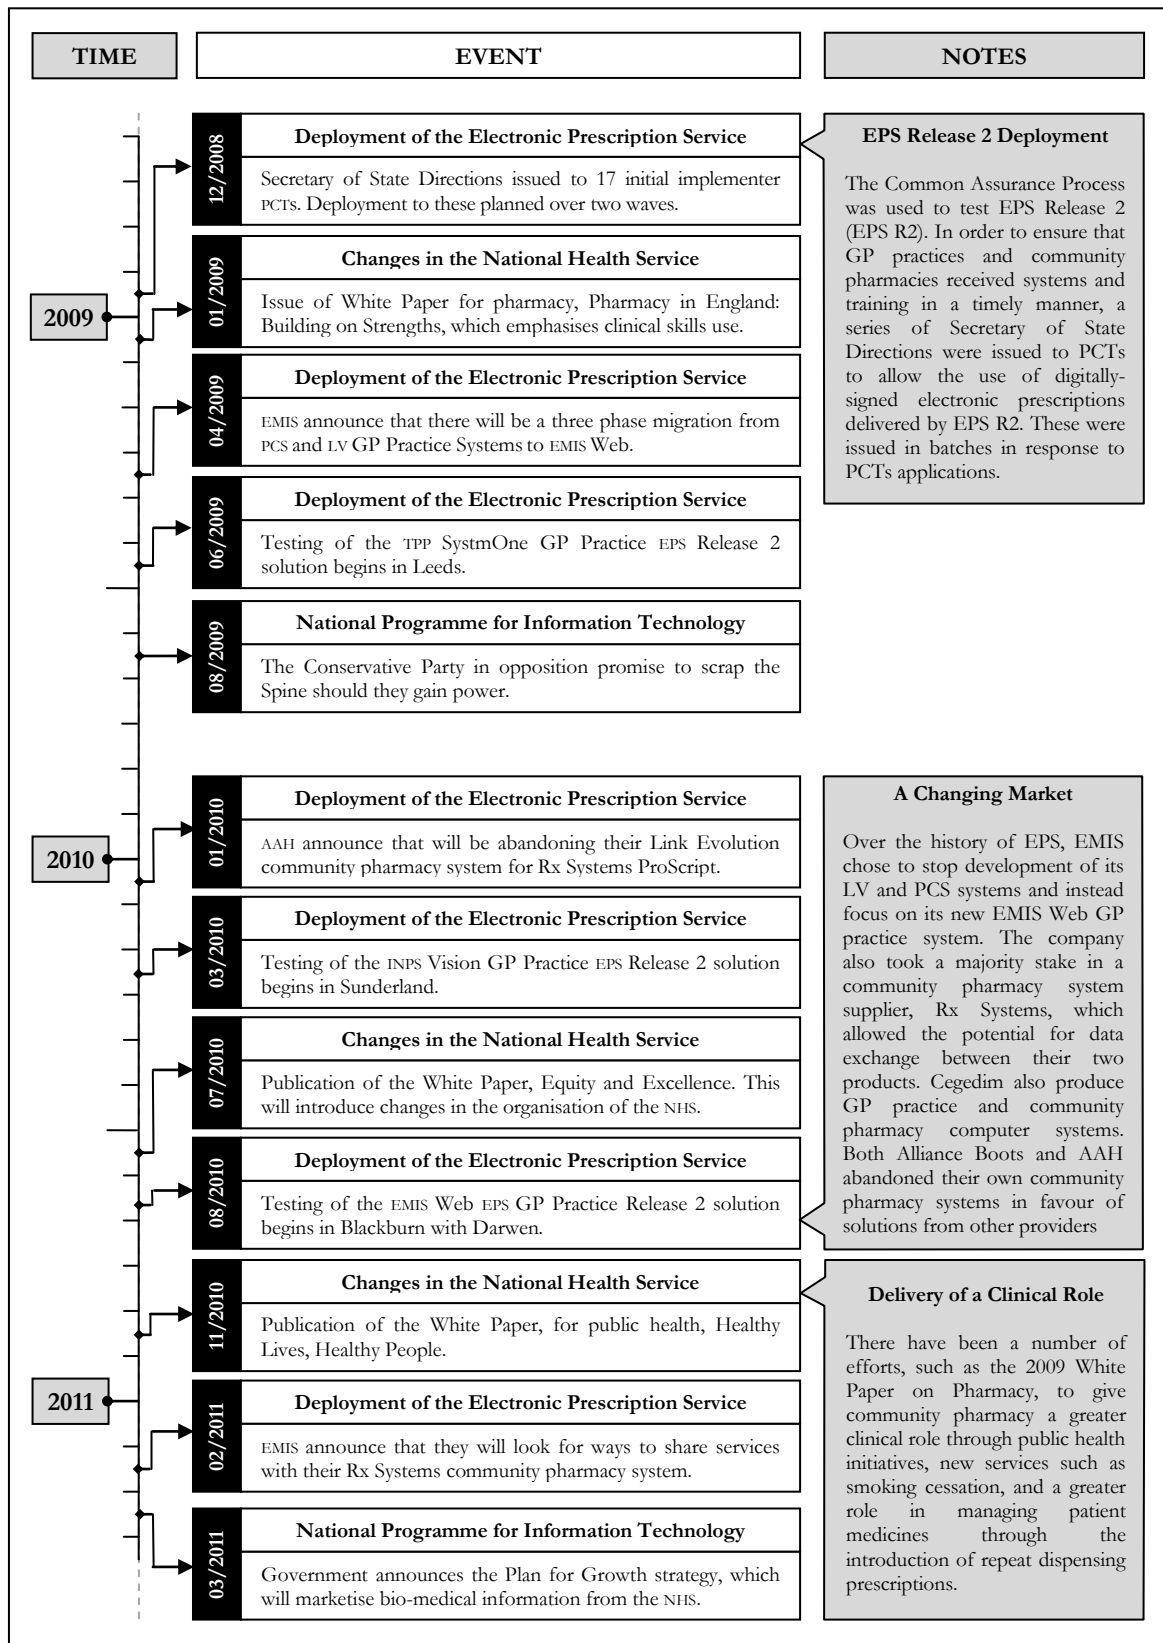 TIME
EVENT
NOTES
2009
2010
2011
12/2008
Deployment of the Electronic Prescription Service
Secretary of State Directions issued to 17 initial implementer
PCTs. Deployment to these planned over two waves.
01/2009
Changes in the National Health Service
Issue of White Paper for pharmacy, Pharmacy in England:
Building on Strengths, which emphasises clinical skills use.
04/2009
Deployment of the Electronic Prescription Service
EMIS announce that there will be a three phase migration from
PCS and LV GP Practice Systems to EMIS Web.
06/2009
Deployment of the Electronic Prescription Service
Testing of the TPP SystmOne GP Practice EPS Release 2
solution begins in Leeds.
08/2009
National Programme for Information Technology
The Conservative Party in opposition promise to scrap the
Spine should they gain power.
01/2010
Deployment of the Electronic Prescription Service
AAH announce that will be abandoning their Link Evolution
community pharmacy system for Rx Systems ProScript.
03/2010
Deployment of the Electronic Prescription Service
Testing of the INPS Vision GP Practice EPS Release 2 solution
begins in Sunderland.
07/2010
Changes in the National Health Service
Publication of the White Paper, Equity and Excellence. This
will introduce changes in the organisation of the NHS.
08/2010
Deployment of the Electronic Prescription Service
Testing of the EMIS Web EPS GP Practice Release 2 solution
begins in Blackburn with Darwen.
11/2010
Changes in the National Health Service
Publication of the White Paper, for public health, Healthy
Lives, Healthy People.
02/2011
Deployment of the Electronic Prescription Service
EMIS announce that they will look for ways to share services
with their Rx Systems community pharmacy system.
03/2011
National Programme for Information Technology
Government announces the Plan for Growth strategy, which
will marketise bio-medical information from the NHS.
EPS Release 2 Deployment
The Common Assurance Process
was used to test EPS Release 2
(EPS R2). In order to ensure that
GP practices and community
pharmacies received systems and
training in a timely manner, a
series of Secretary of State
Directions were issued to PCTs
to allow the use of digitally-
signed electronic prescriptions
delivered by EPS R2. These were
issued in batches in response to
PCTs applications.
A Changing Market
Over the history of EPS, EMIS
chose to stop development of its
LV and PCS systems and instead
focus on its new EMIS Web GP
practice system. The company
also took a majority stake in a
community pharmacy system
supplier, Rx Systems, which
allowed the potential for data
exchange between their two
products. Cegedim also produce
GP practice and community
pharmacy computer systems.
Both Alliance Boots and AAH
abandoned their own community
pharmacy systems in favour of
solutions from other providers
Delivery of a Clinical Role
There have been a number of
efforts, such as the 2009 White
Paper on Pharmacy, to give
community pharmacy a greater
clinical role through public health
initiatives, new services such as
smoking cessation, and a greater
role in managing patient
medicines through the
introduction of repeat dispensing
prescriptions.